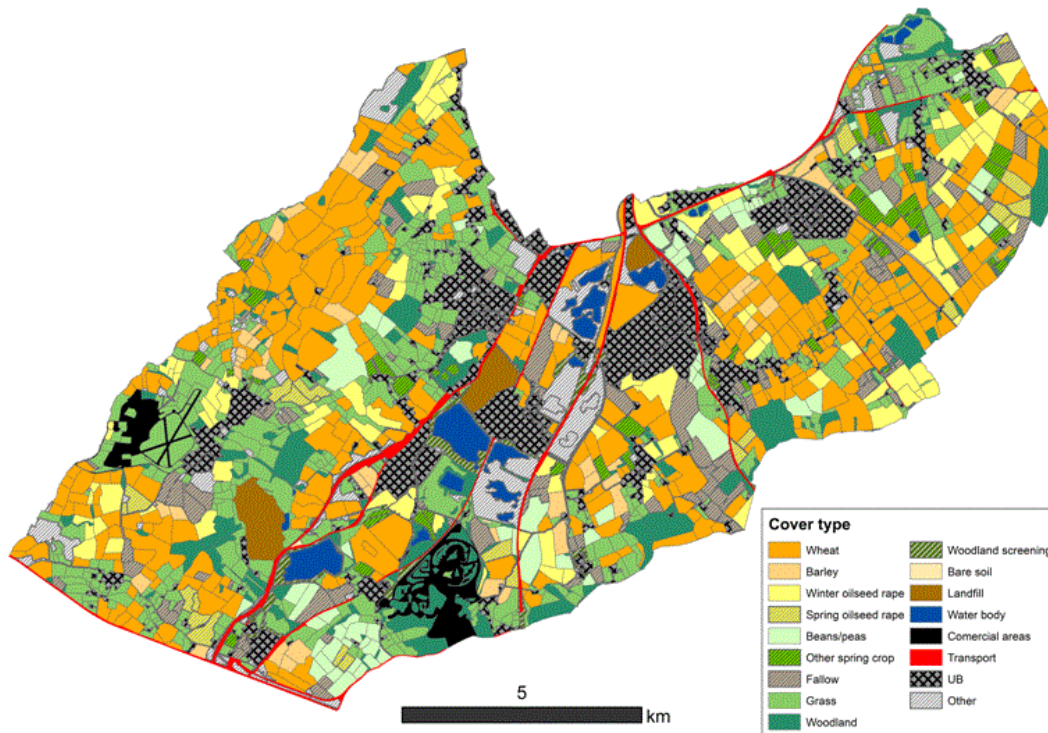 5
km
Cover type
Wheat
Barley
Winter oilseed rape
Spring oilseed rape
Beans/peas
Other spring crop
Fallow
Grass
Woodland
Woodland screening
Bare soil
Landfill
Water body
Comercial areas
Transport
UB
Other